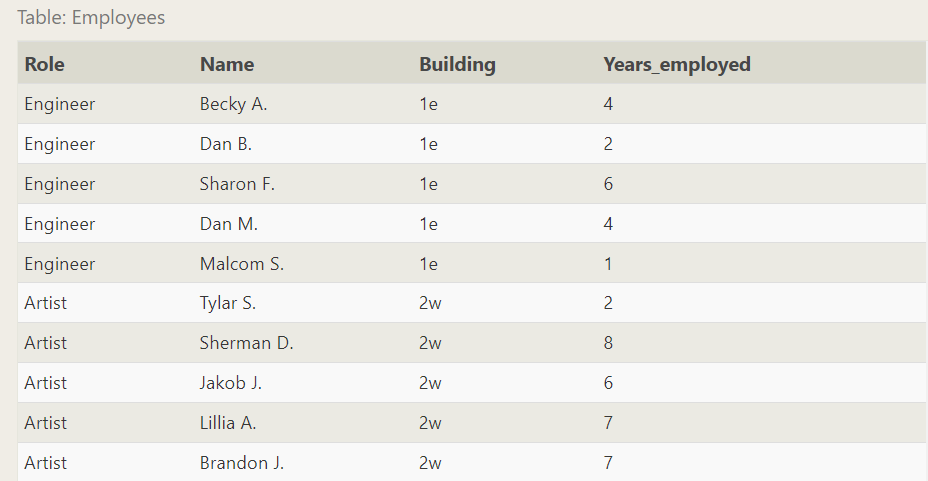 Table: Employees
Role Name Building Years_employed
Engineer Becky A. 1e 4
Engineer Dan B. 1e 2
Engineer Sharon F. 1e 6
Engineer Dan M. 1e 4
Engineer Malcom S. 1e 1
Artist Tylar S. 2w 2
Artist Sherman D. 2w 8
Artist Jakob J. 2w 6
Artist Lillia A. 2w 7
Artist Brandon J. 2w 7